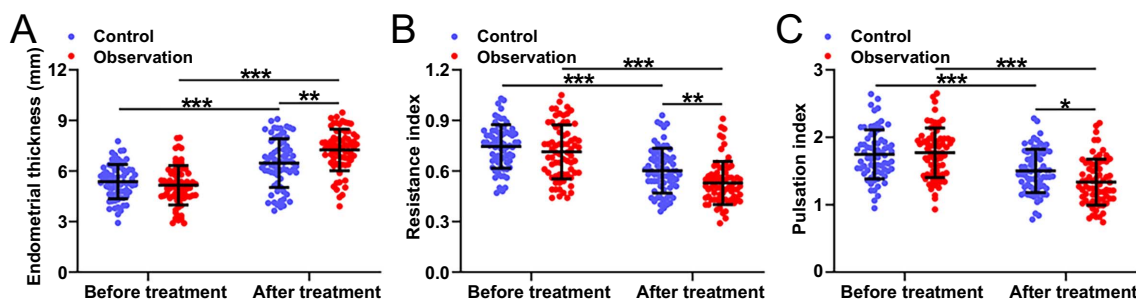 A
Control
Observation
Endometrial thickness (mm)
12
9
6
3
0
***
***
**
Before treatment
After treatment
B
Control
Observation
Resistance index
1.2
0.9
0.6
0.3
0.0
***
***
**
Before treatment
After treatment
C
Control
Observation
Pulsation index
3
2
1
0
***
***
*
Before treatment
After treatment